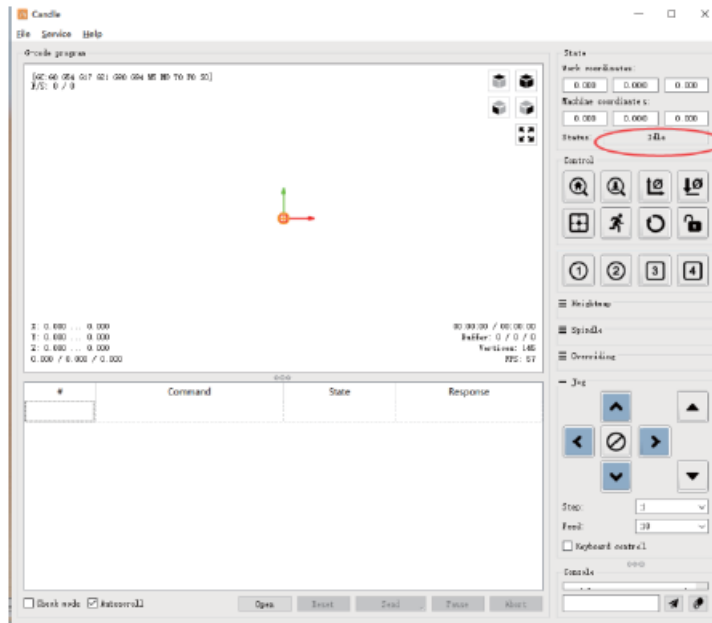 Candle
File Service Help
G-code program
[GC:G0 G54 G17 G21 G90 G94 M5 M9 T0 F0 S0]
0 / 0
X: 0.000 ... 0.000
Y: 0.000 ... 0.000
Z: 0.000 ... 0.000
0.000 / 0.000 / 0.000
00:00:00 / 00:00:00
Buffer: 0 / 0 / 0
Vertices:
FPS: 57
# Command State Response
Check mode Autoscroll Open Reset Send Pause Abort
State
Work coordinates:
0.000 0.000 0.000
Machine coordinates:
0.000 0.000 0.000
Status: Idle
Control
1 2 3 4
Heightmap
Spindle
Overriding
Jog
Step: 1
Feed:
Keyboard control
Console